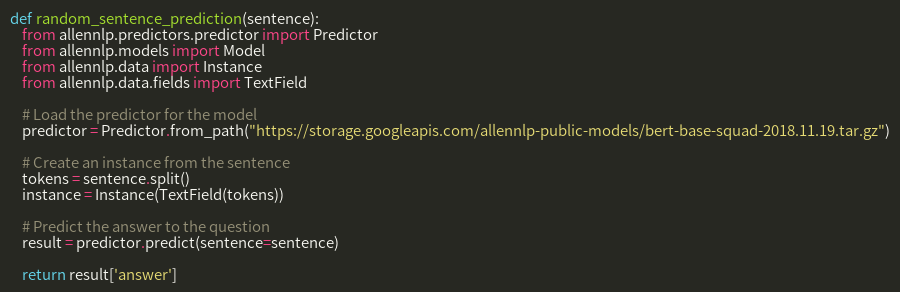 def random_sentence_prediction(sentence):
from allennlp.predictors.predictor import Predictor
from allennlp.models import Model
from allennlp.data import Instance
from allennlp.data.fields import TextField
# Load the predictor for the model
predictor = Predictor.from_path("https://storage.googleapis.com/allennlp-public-models/bert-base-squad-2018.11.19.tar.gz")
# Create an instance from the sentence
tokens = sentence.split()
instance = Instance(TextField(tokens))
# Predict the answer to the question
result = predictor.predict(sentence=sentence)
return result['answer']